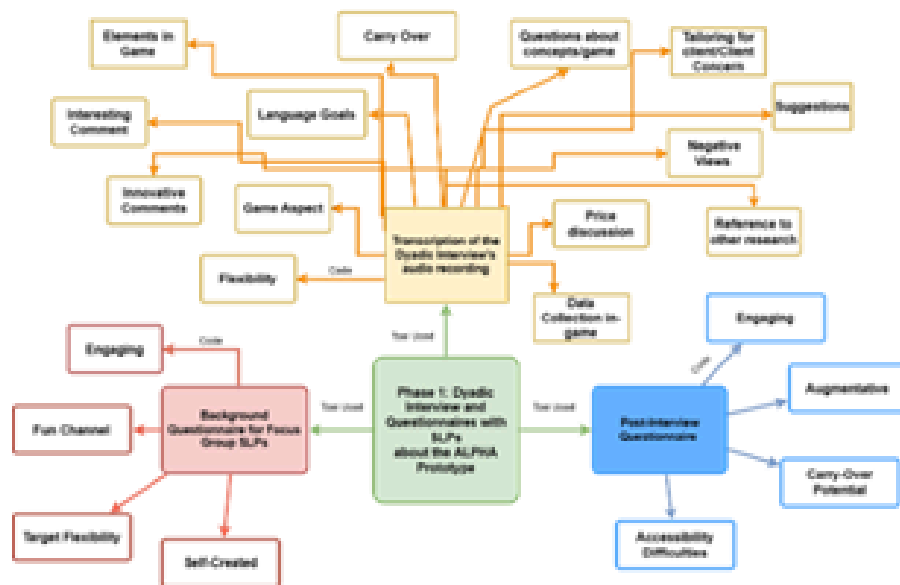 Elements in
Game
Carry Over
Questions about
concepts/game
Tailoring for
client/Client
Concern
Interesting
Comment
Language Goals
Suggestions
Negative
Views
Innovative
Comments
Game Aspect
Transcription of the
Dyadic Interview's
audio recording
Price
discussion
Reference to
other research
Flexibility
Code
Data
Collection in-
game
Engaging
Code
Tool Used
Engaging
Code
Background
Questionnaire for Focus
Group SLPs
Tool Used
Phase 1: Dyadic
Interview and
Questionnaires with
SLPs
about the ALPHA
Prototype
Tool Used
Post-Interview
Questionnaire
Augmentative
Fun Channel
Carry-Over
Potential
Target Flexibility
Self-Created
Accessibility
Difficulties